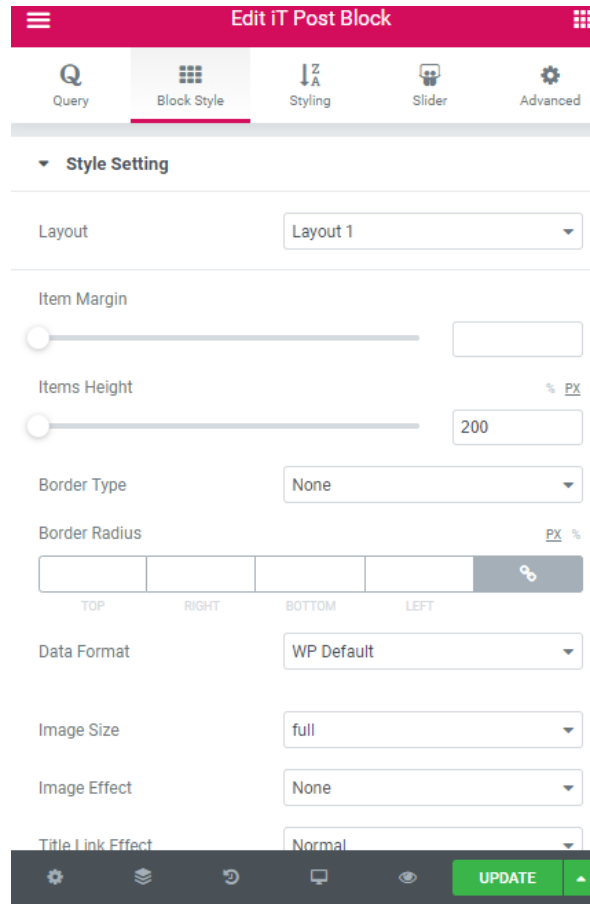 Edit iT Post Block
Query Block Style Styling Slider Advanced
Style Setting
Layout Layout 1
Item Margin
Items Height % PX
200
Border Type None
Border Radius PX %
TOP RIGHT BOTTOM LEFT
Data Format WP Default
Image Size full
Image Effect None
Title Link Effect Normal
UPDATE